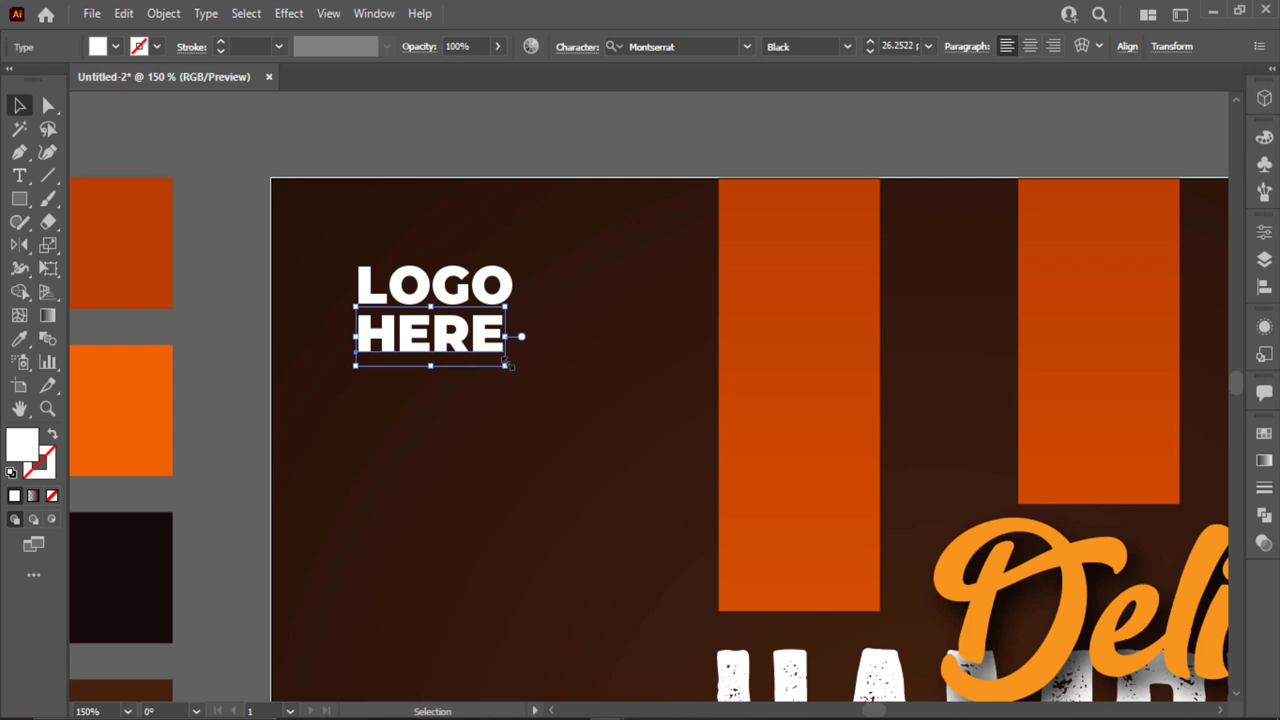 Ai File Edit Object Type Select Effect View Window Help
Type Stroke: Opacity: 100% Character: Montserrat Black 26.2522 p Paragraph: Align Transform
Untitled-2* @ 150 % (RGB/Preview) ×
LOGO
HERE
Deli
150% 0° 1 Selection